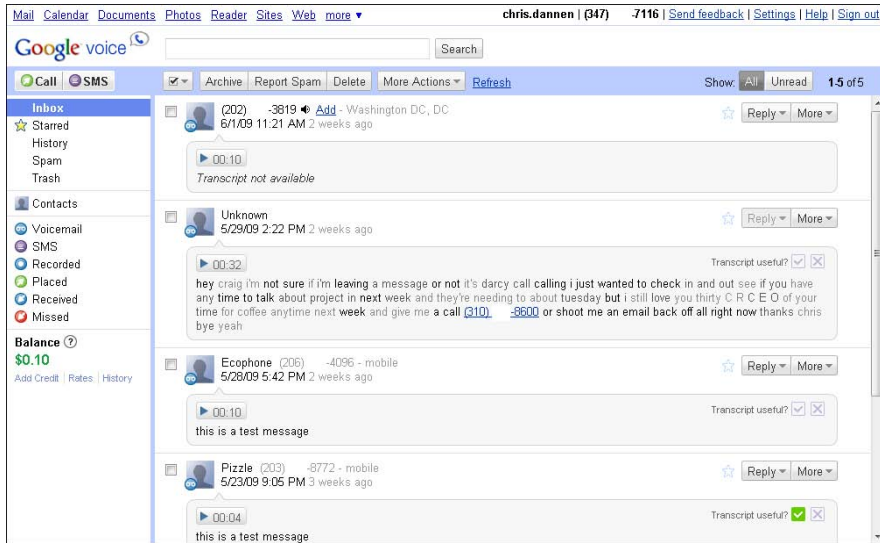 Mail Calendar Documents Photos Reader Sites Web more ▼ chris.dannen | (347) -7116 | Send feedback | Settings | Help | Sign out
Google voice Search
Call SMS Archive Report Spam Delete More Actions Refresh Show: All Unread 1-5 of 5
Inbox
Starred
History
Spam
Trash
Contacts
Voicemail
SMS
Recorded
Placed
Received
Missed
Balance ?
$0.10
Add Credit | Rates | History
(202) -3819 Add - Washington DC, DC Reply More
6/1/09 11:21 AM 2 weeks ago
00:10
Transcript not available
Unknown Reply More
5/29/09 2:22 PM 2 weeks ago
00:32 Transcript useful?
hey craig i'm not sure if i'm leaving a message or not it's darcy call calling i just wanted to check in and out see if you have
any time to talk about project in next week and they're needing to about tuesday but i still love you thirty C R C E O of your
time for coffee anytime next week and give me a call (310) -8600 or shoot me an email back off all right now thanks chris
bye yeah
Ecophone (206) -4096 - mobile Reply More
5/28/09 5:42 PM 2 weeks ago
00:10 Transcript useful?
this is a test message
Pizzle (203) -8772 - mobile Reply More
5/23/09 9:05 PM 3 weeks ago
00:04 Transcript useful?
this is a test message